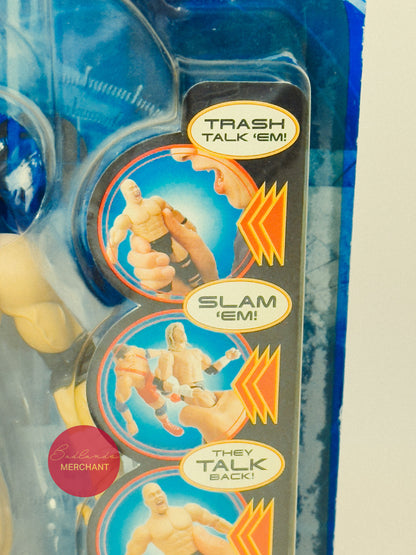 TRASH
TALK 'EM!
SLAM
'EM!
THEY
TALK
BACK!
Badlands
MERCHANT